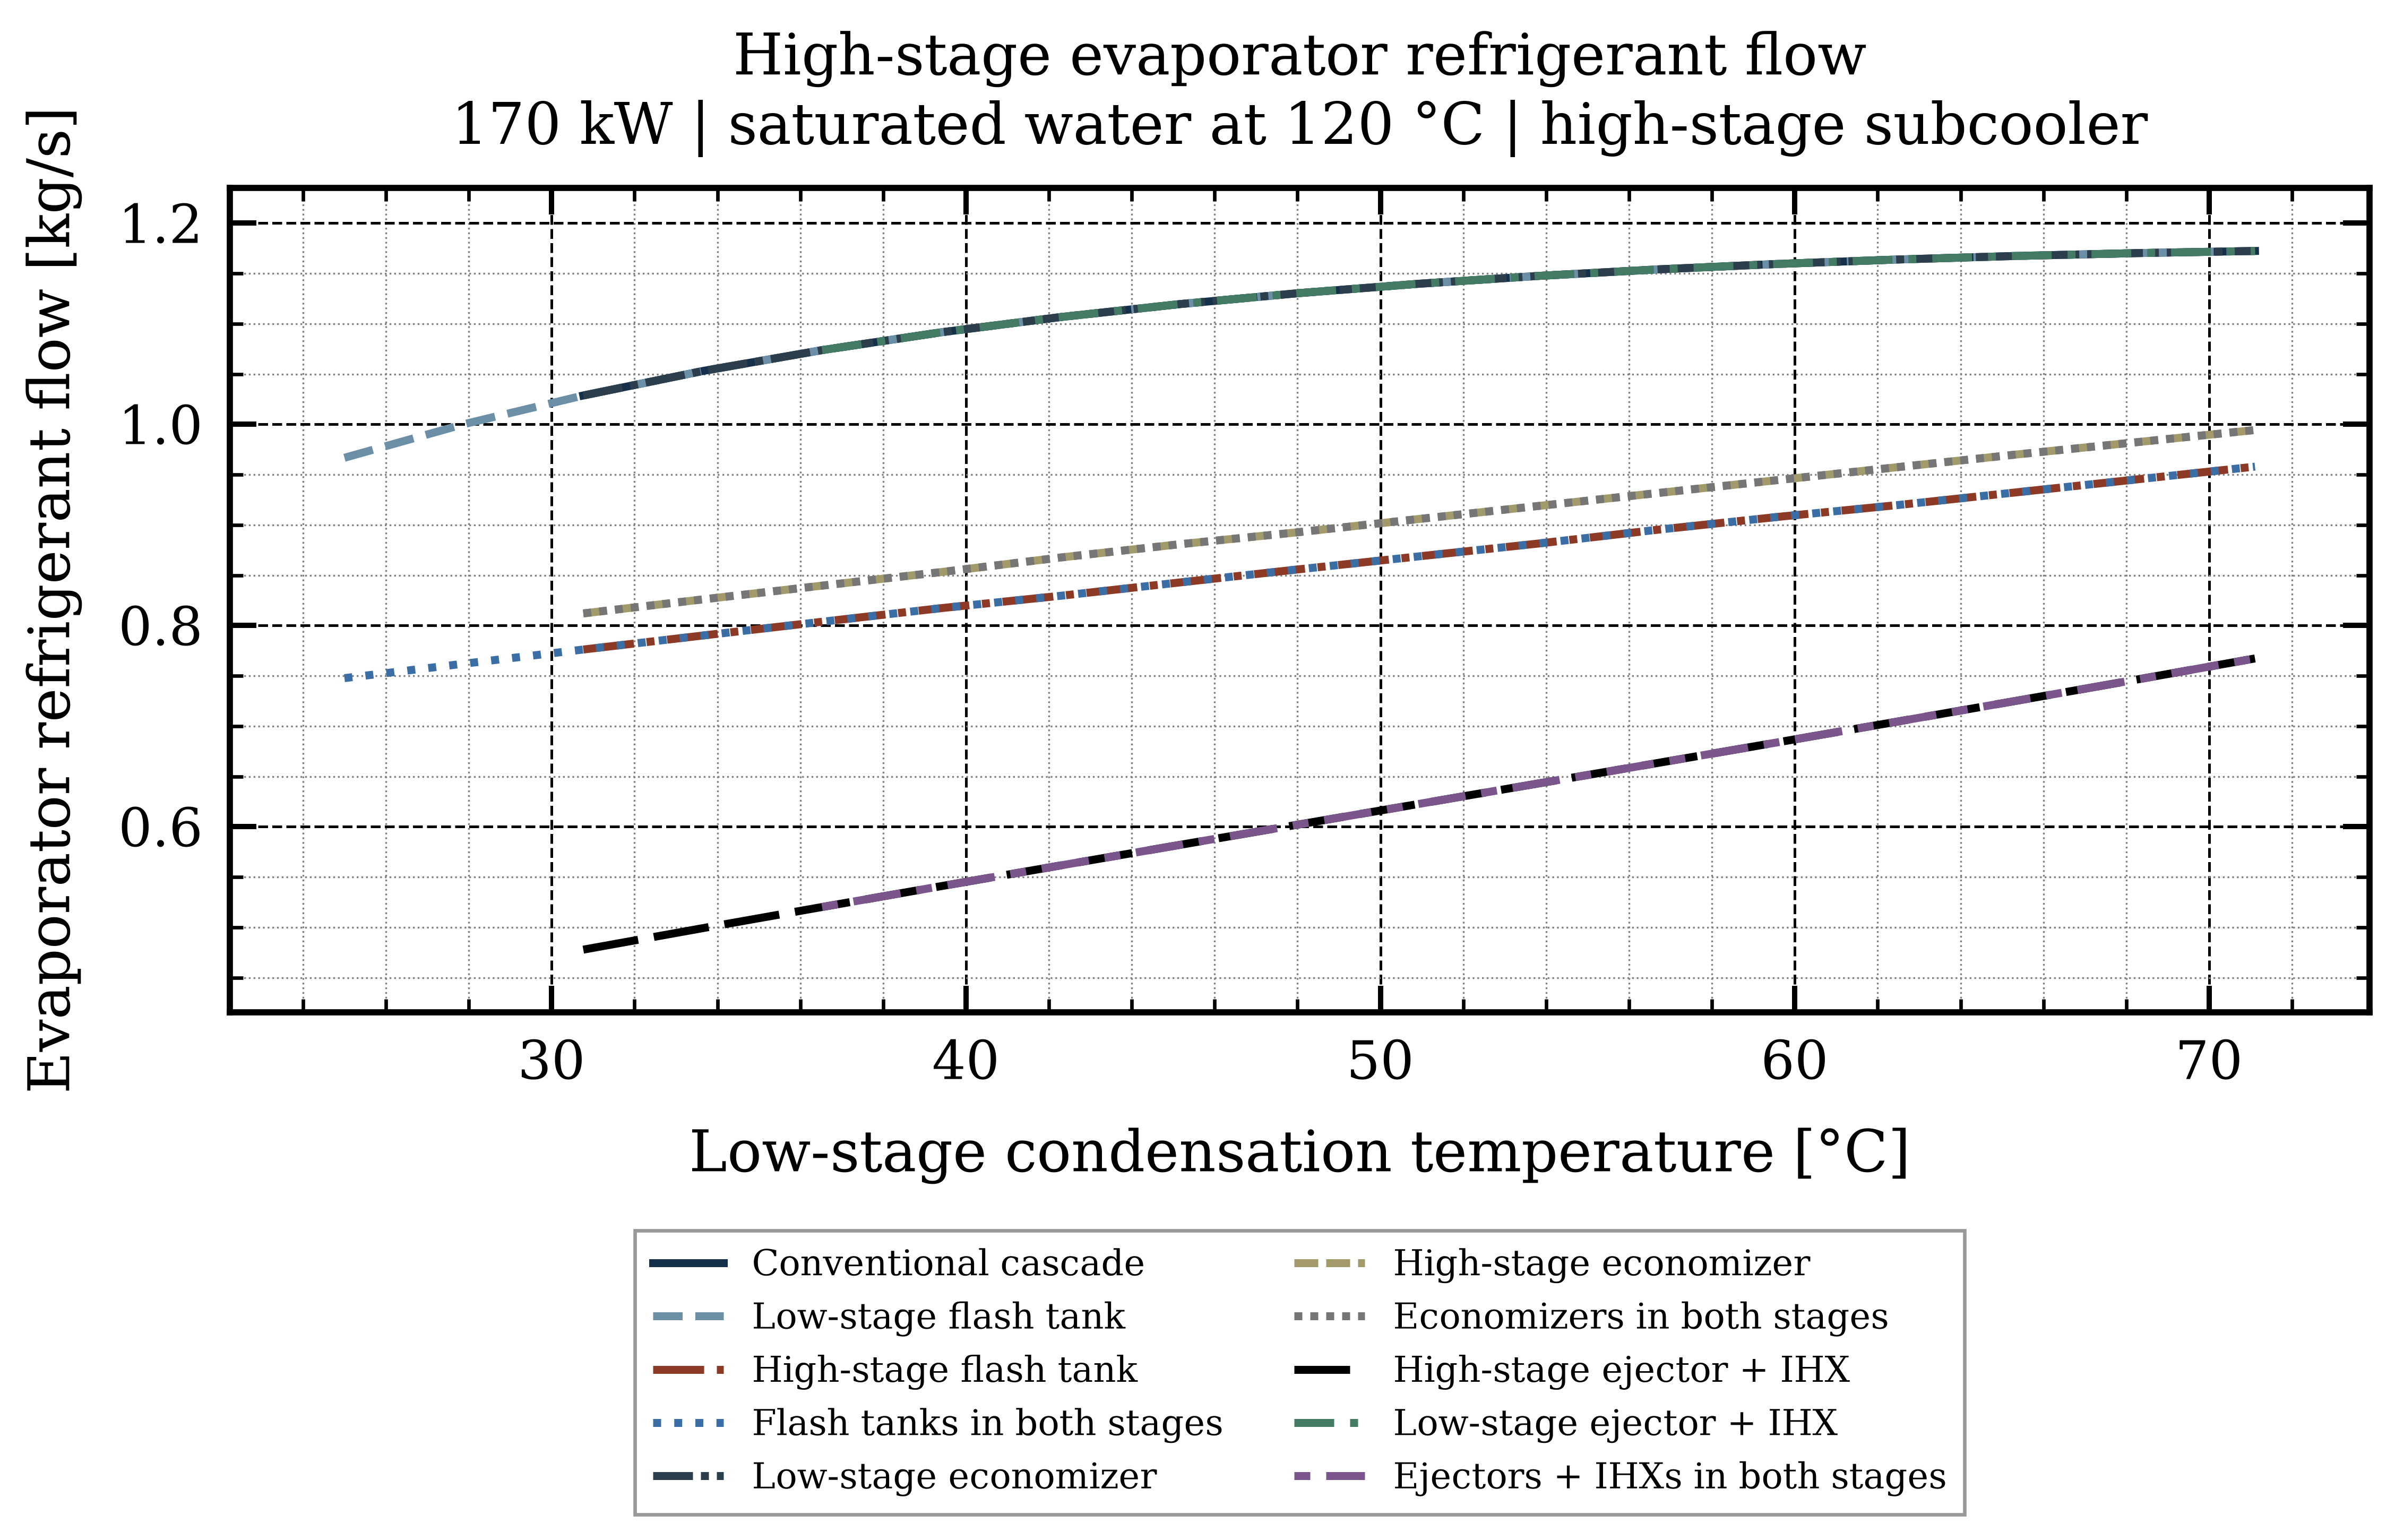 High-stage evaporator refrigerant flow
170 kW | saturated water at 120 °C | high-stage subcooler
Evaporator refrigerant flow [kg/s]
1.2
1.0
0.8
0.6
30 40 50 60 70
Low-stage condensation temperature [°C]
Conventional cascade
Low-stage flash tank
High-stage flash tank
Flash tanks in both stages
Low-stage economizer
High-stage economizer
Economizers in both stages
High-stage ejector + IHX
Low-stage ejector + IHX
Ejectors + IHXs in both stages